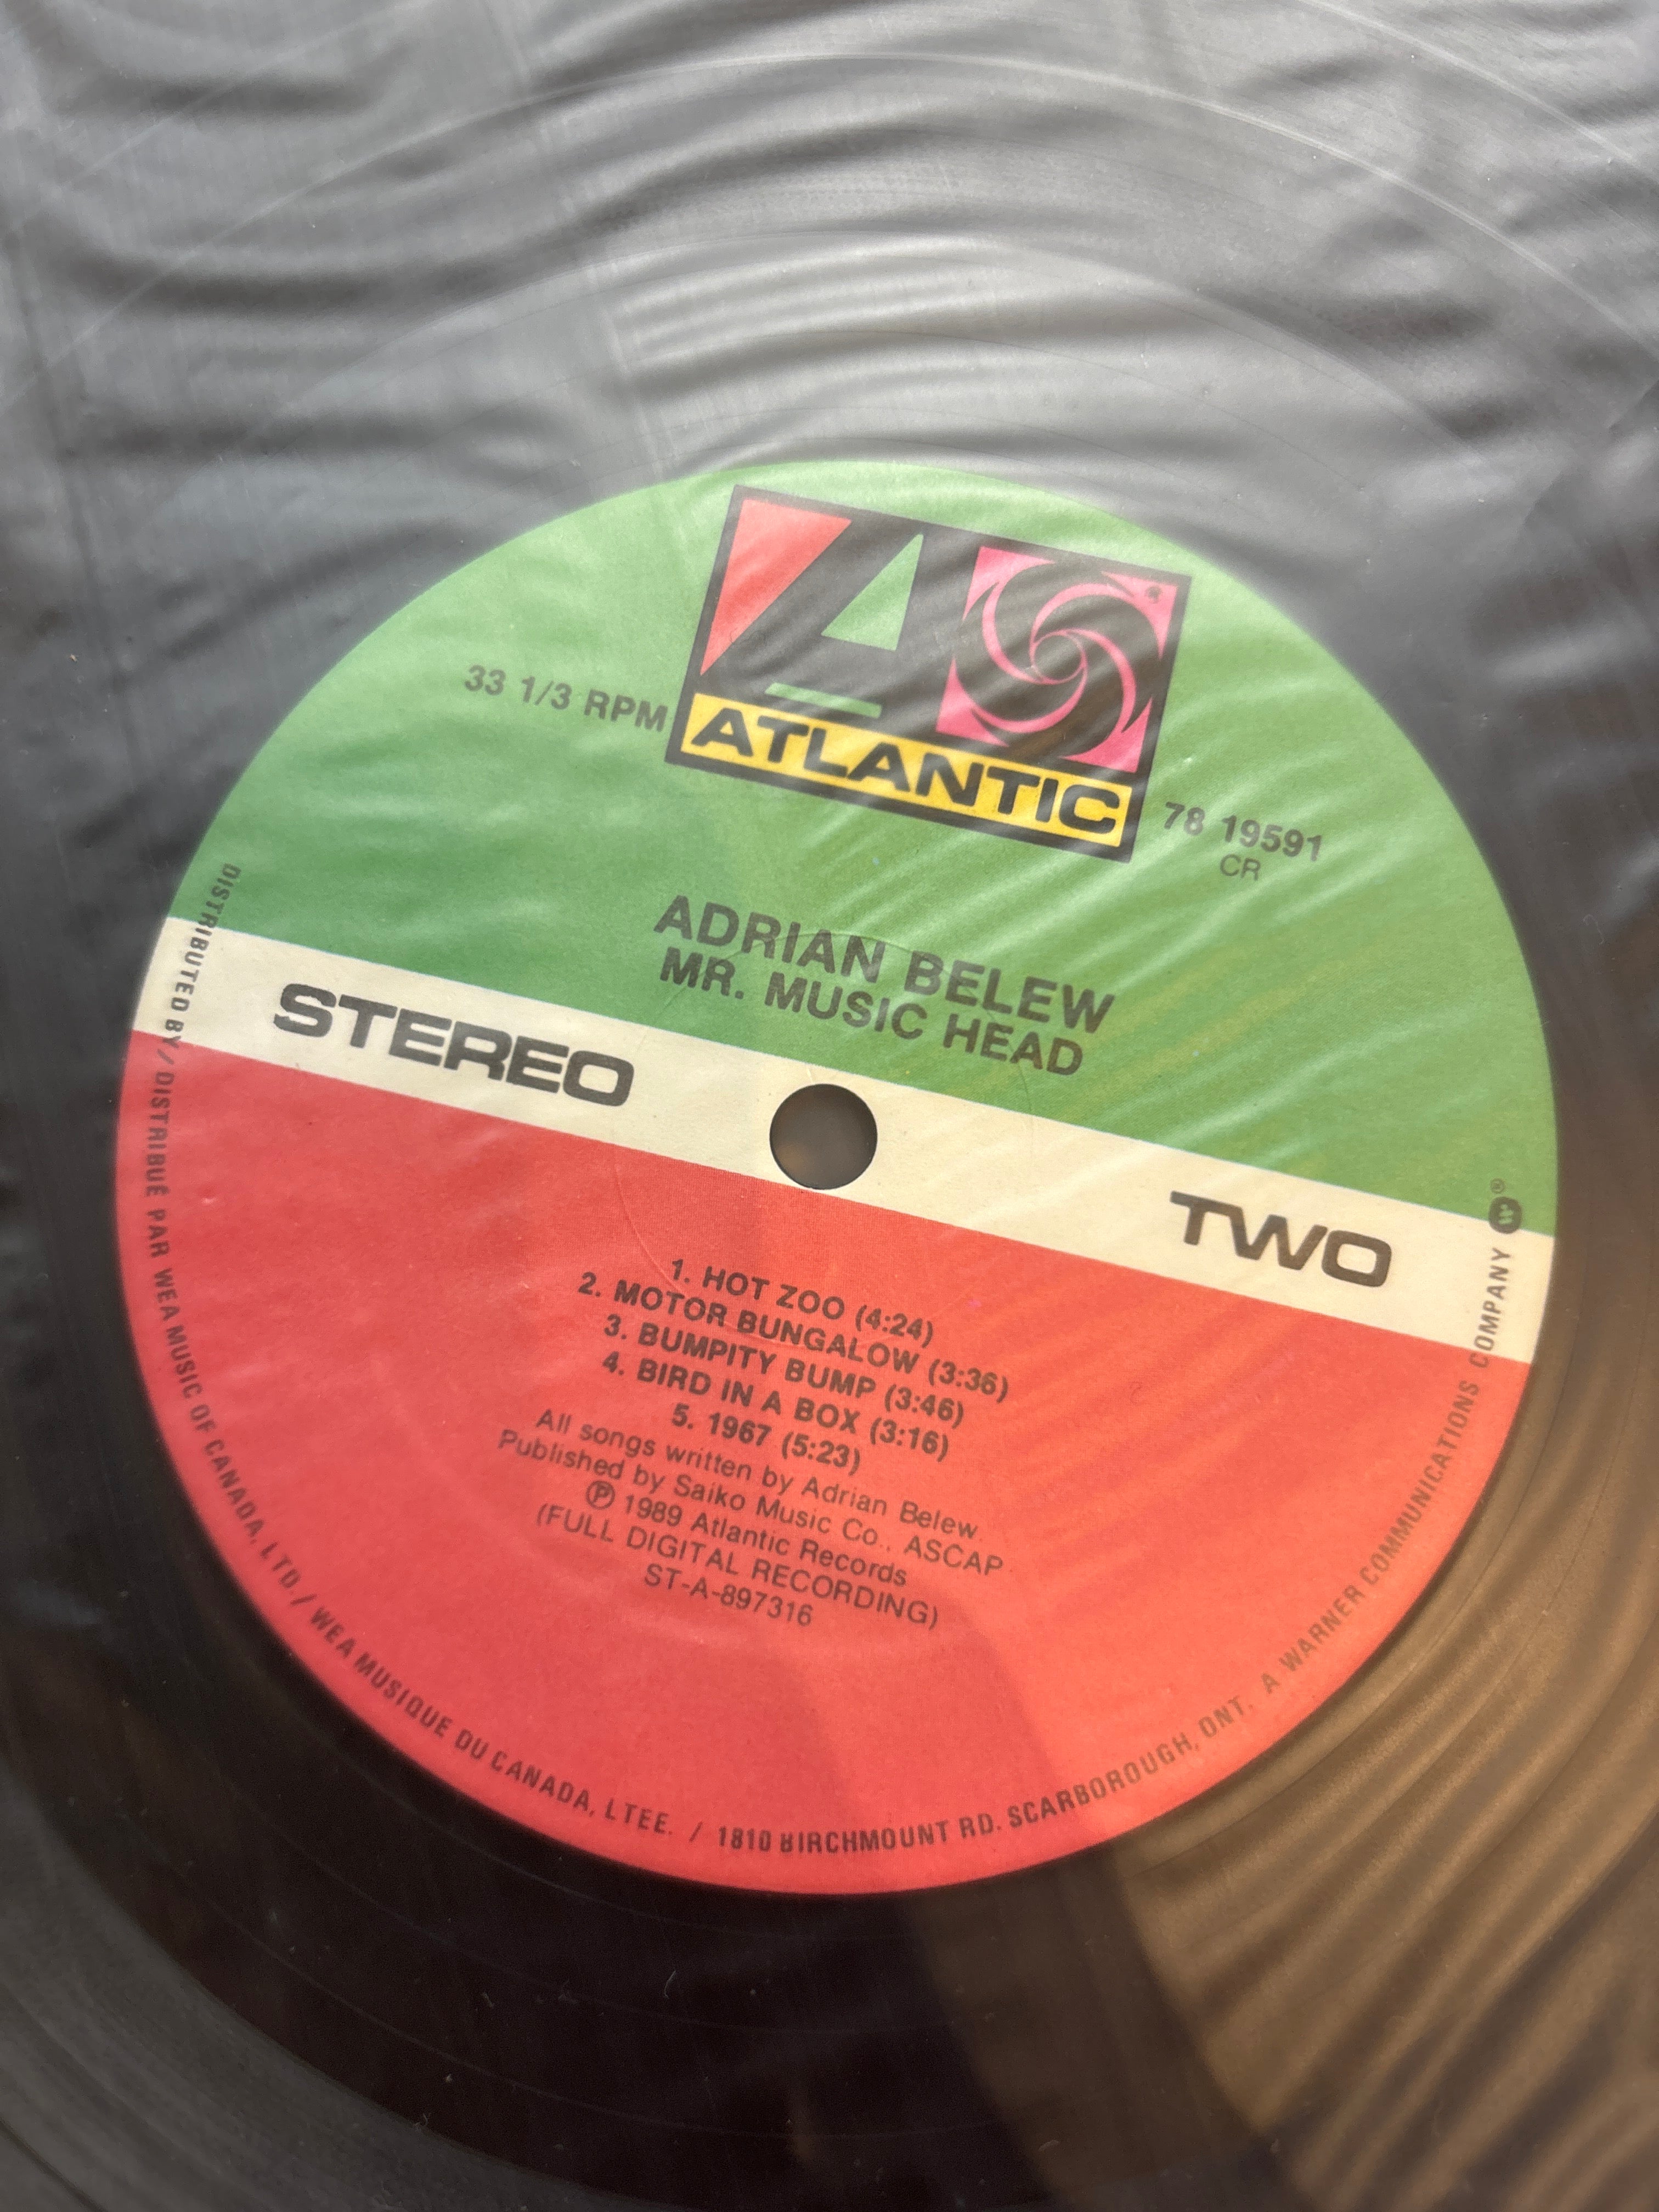 ATLANTIC
33 1/3 RPM
78 19591
CR
ADRIAN BELEW
MR. MUSIC HEAD
STEREO
TWO
1. HOT ZOO (4:24)
2. MOTOR BUNGALOW (3:36)
3. BUMPITY BUMP (3:46)
4. BIRD IN A BOX (3:16)
5. 1967 (5:23)
All songs written by Adrian Belew.
Published by Saiko Music Co., ASCAP
Ⓟ 1989 Atlantic Records
(FULL DIGITAL RECORDING)
ST-A-897316
DISTRIBUTED BY/DISTRIBUÉ PAR WEA MUSIC OF CANADA, LTD / WEA MUSIQUE DU CANADA, LTEE. / 1810 BIRCHMOUNT RD. SCARBOROUGH, ONT. A WARNER COMMUNICATIONS COMPANY ®